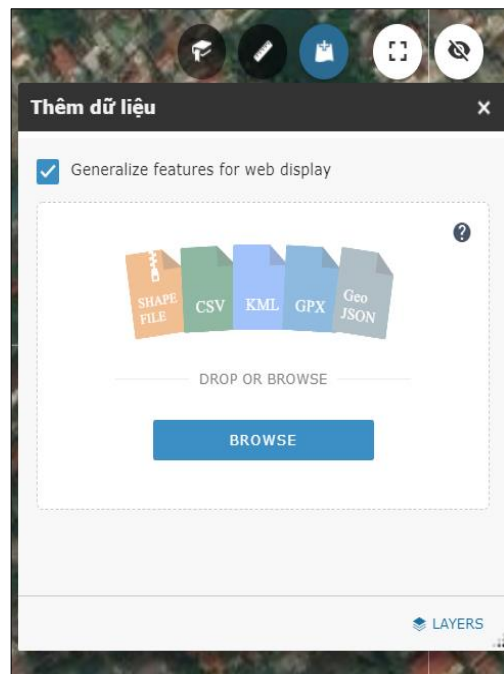 Thêm dữ liệu
Generalize features for web display
SHAPE
FILE
CSV
KML
GPX
Geo
JSON
DROP OR BROWSE
BROWSE
LAYERS